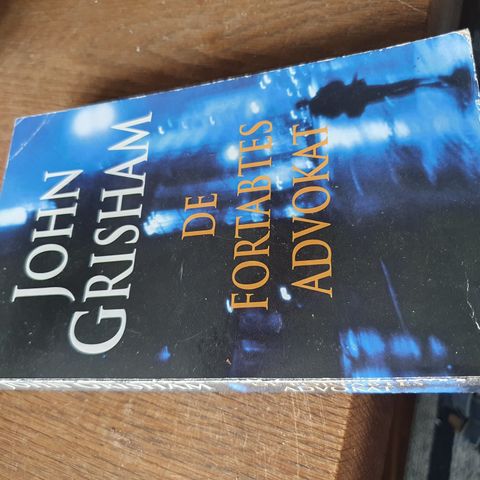 JOHN
GRISHAM
DE
FORTABTES
ADVOKAT